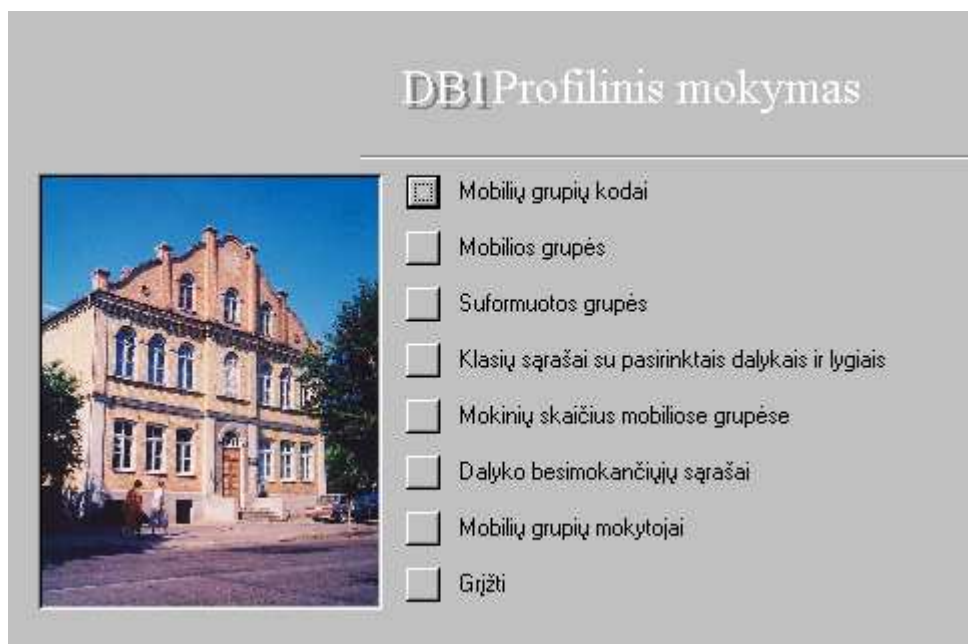 DB1Profilinis mokymas
Mobilių grupių kodai
Mobilios grupės
Suformuotos grupės
Klasių sąrašai su pasirinktais dalykais ir lygiais
Mokinių skaičius mobiliose grupėse
Dalyko besimokančiųjų sąrašai
Mobilių grupių mokytojai
Grįžti